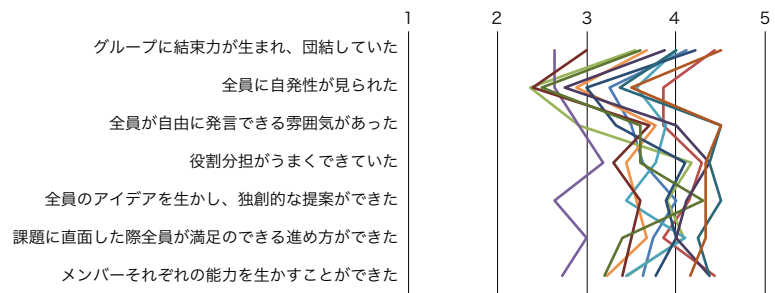 1 2 3 4 5
グループに結束力が生まれ、団結していた
全員に自発性が見られた
全員が自由に発言できる雰囲気があった
役割分担がうまくできていた
全員のアイデアを生かし、独創的な提案ができた
課題に直面した際全員が満足のできる進め方ができた
メンバーそれぞれの能力を生かすことができた